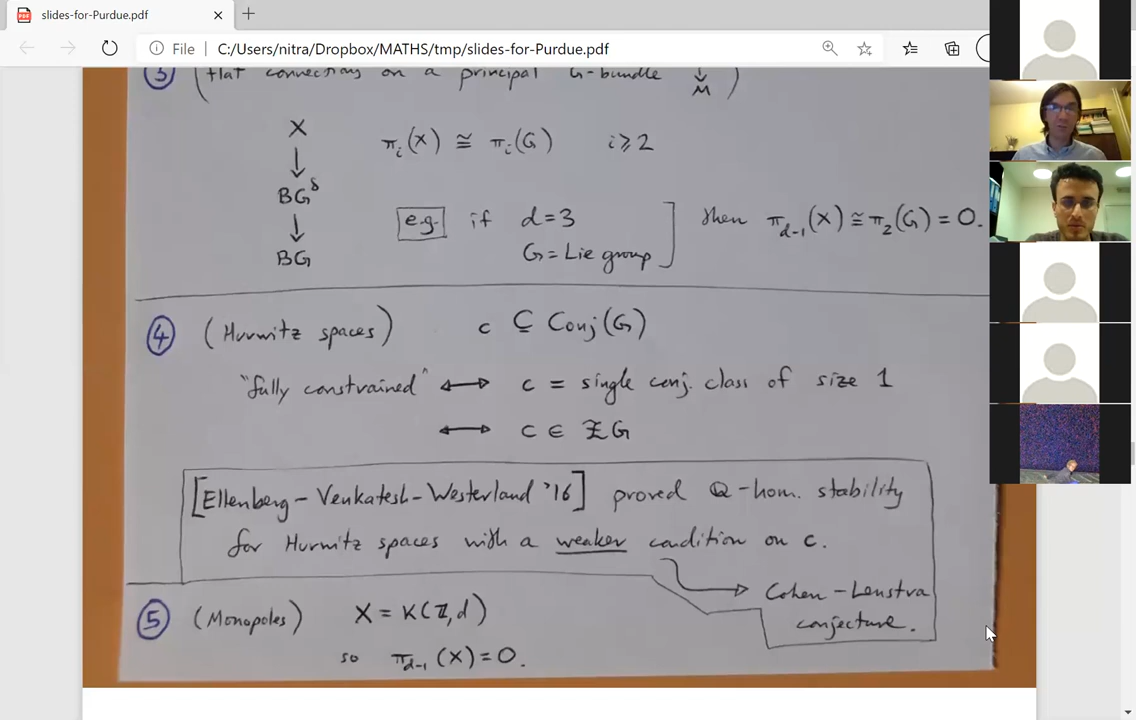 slides-for-Purdue.pdf
File C:/Users/nitra/Dropbox/MATHS/tmp/slides-for-Purdue.pdf
③ (flat connections on a principal G-bundle ↓ M)
X
↓
BG^δ
↓
BG
π_i(X) ≅ π_i(G) i≥2
e.g. if d=3
G = Lie group
then π_{d-1}(X) ≅ π_2(G) = 0.
④ (Hurwitz spaces) c ⊆ Conj(G)
"fully constrained" ↔ c = single conj. class of size 1
↔ c ∈ ZG
[Ellenberg-Venkatesh-Westerland '16] proved Q-hom. stability
for Hurwitz spaces with a weaker condition on c.
Cohen-Lenstra
conjecture.
⑤ (Monopoles) X = K(Z,d)
so π_{d-1}(X) = 0.